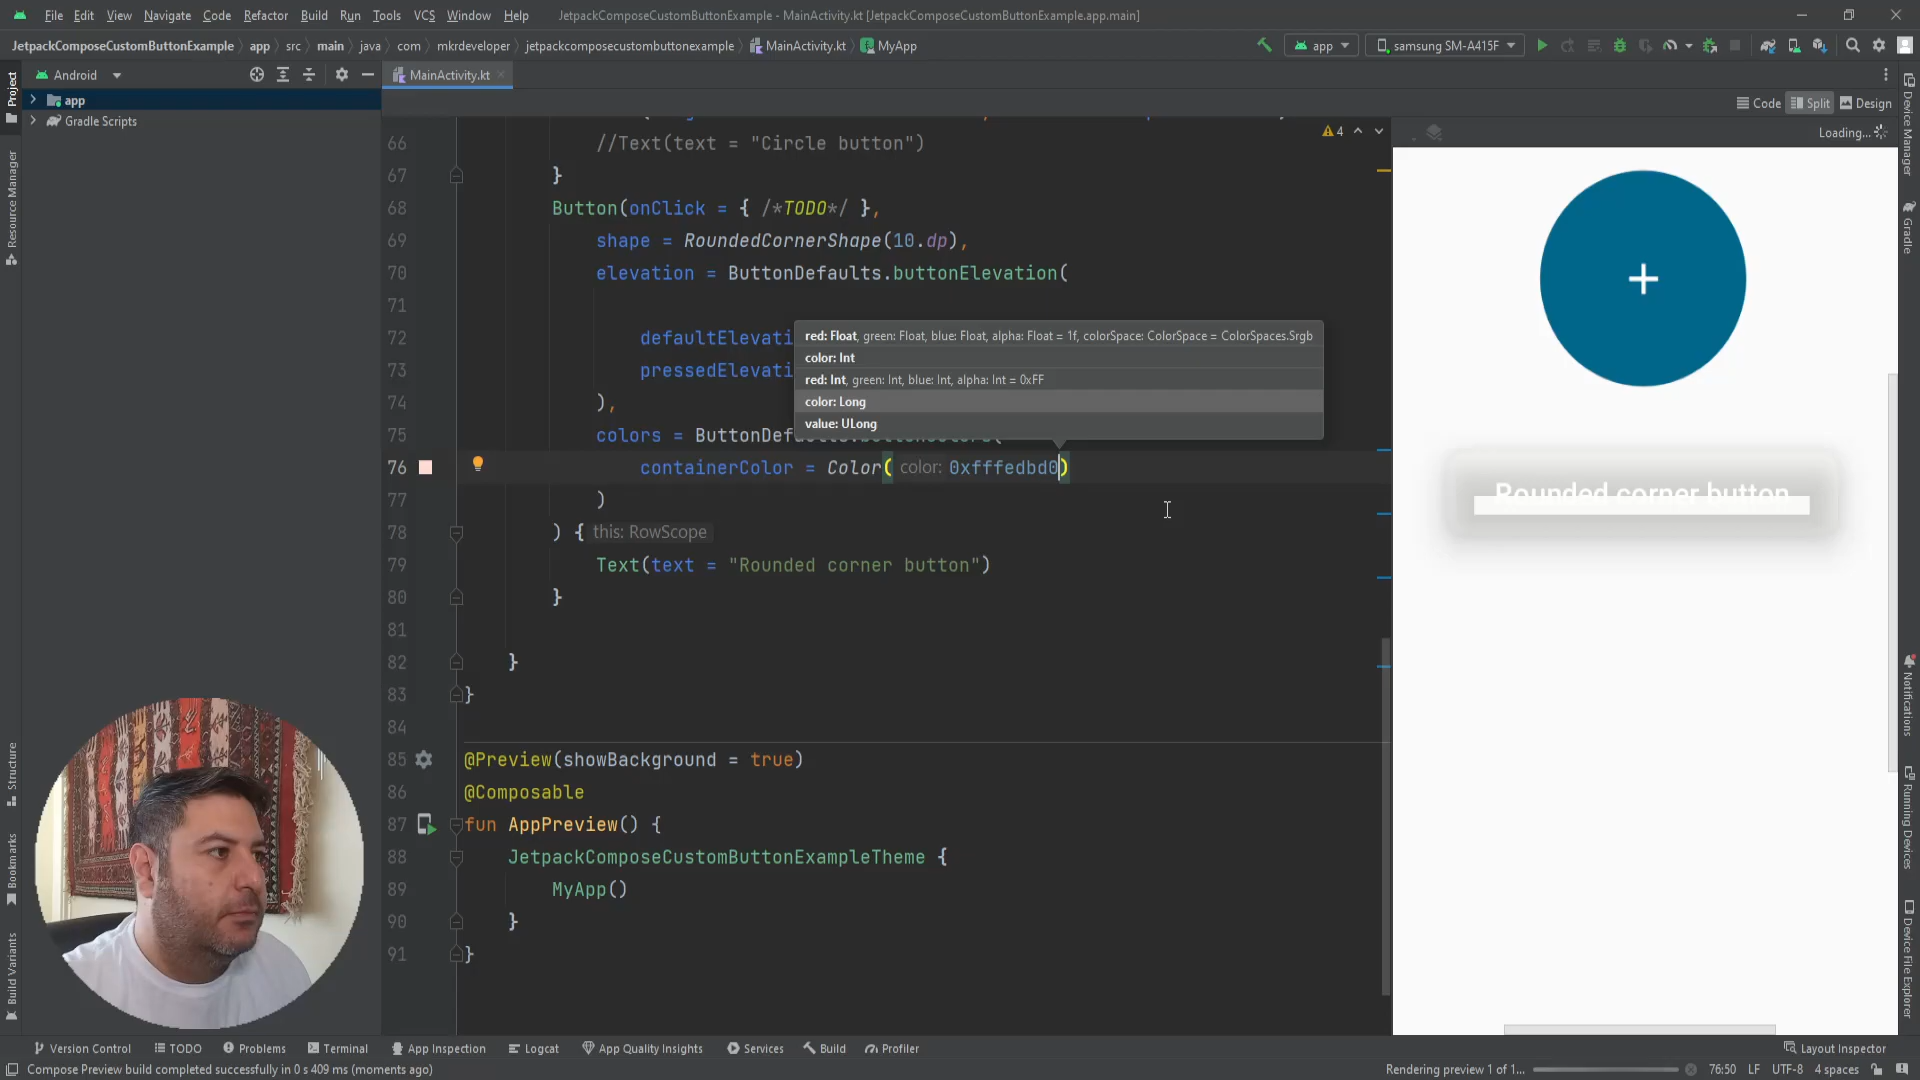 File Edit View Navigate Code Refactor Build Run Tools VCS Window Help JetpackComposeCustomButtonExample - MainActivity.kt [JetpackComposeCustomButtonExample.app.main]
JetpackComposeCustomButtonExample app src main java com mkrdeveloper jetpackcomposecustombuttonexample MainActivity.kt MyApp app samsung SM-A415F
Project Android MainActivity.kt
Code Split Design
app
Gradle Scripts
4 Loading...
66 //Text(text = "Circle button")
67 }
68 Button(onClick = { /*TODO*/ },
69 shape = RoundedCornerShape(10.dp),
70 elevation = ButtonDefaults.buttonElevation(
71
72 defaultElevati
73 pressedElevati
74 ),
75 colors = ButtonDef
76 containerColor = Color( color: 0xfffedbd0)
77 )
78 ) { this: RowScope
79 Text(text = "Rounded corner button")
80 }
81
82 }
83 }
84
85 @Preview(showBackground = true)
86 @Composable
87 fun AppPreview() {
88 JetpackComposeCustomButtonExampleTheme {
89 MyApp()
90 }
91 }
red: Float, green: Float, blue: Float, alpha: Float = 1f, colorSpace: ColorSpace = ColorSpaces.Srgb
color: Int
red: Int, green: Int, blue: Int, alpha: Int = 0xFF
color: Long
value: ULong
+
Rounded corner button
Resource Manager
Structure
Bookmarks
Build Variants
Device Manager
Gradle
Notifications
Running Devices
Device File Explorer
Version Control TODO Problems Terminal App Inspection Logcat App Quality Insights Services Build Profiler Layout Inspector
Compose Preview build completed successfully in 0 s 409 ms (moments ago) Rendering preview 1 of 1... 76:50 LF UTF-8 4 spaces